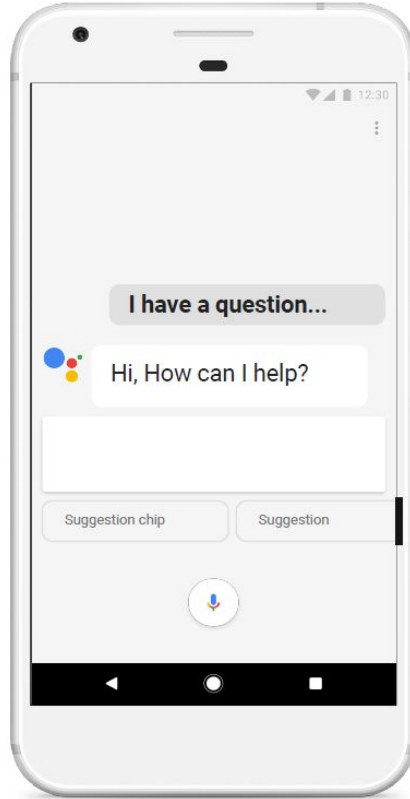 12:30
I have a question...
Hi, How can I help?
Suggestion chip
Suggestion